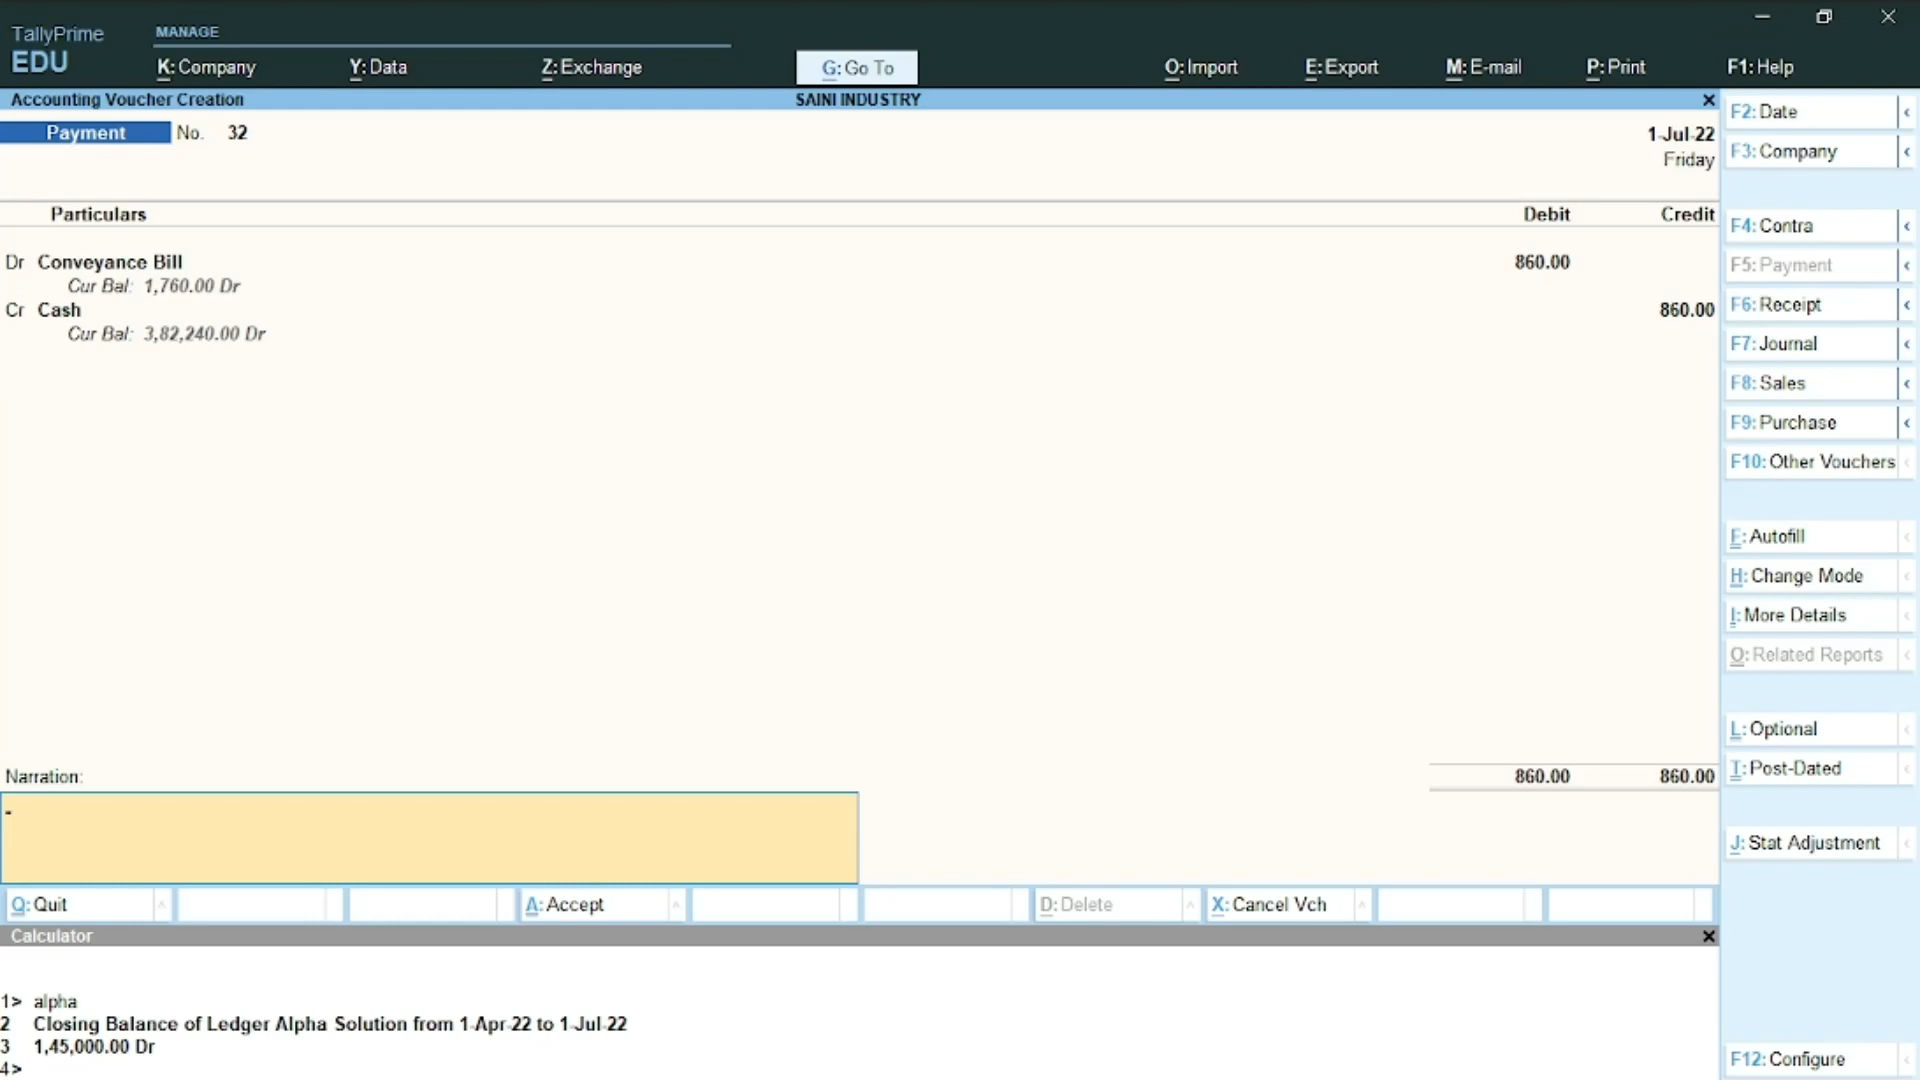 TallyPrime
EDU
MANAGE
K: Company
Y: Data
Z: Exchange
G: Go To
O: Import
E: Export
M: E-mail
P: Print
F1: Help
Accounting Voucher Creation
SAINI INDUSTRY
Payment No. 32
1-Jul-22
Friday
Particulars Debit Credit
Dr Conveyance Bill 860.00
Cur Bal: 1,760.00 Dr
Cr Cash 860.00
Cur Bal: 3,82,240.00 Dr
Narration: 860.00 860.00
Q: Quit
A: Accept
D: Delete
X: Cancel Vch
Calculator
1> alpha
2 Closing Balance of Ledger Alpha Solution from 1-Apr-22 to 1-Jul-22
3 1,45,000.00 Dr
4>
F2: Date
F3: Company
F4: Contra
F5: Payment
F6: Receipt
F7: Journal
F8: Sales
F9: Purchase
F10: Other Vouchers
F: Autofill
H: Change Mode
I: More Details
O: Related Reports
L: Optional
T: Post-Dated
J: Stat Adjustment
F12: Configure